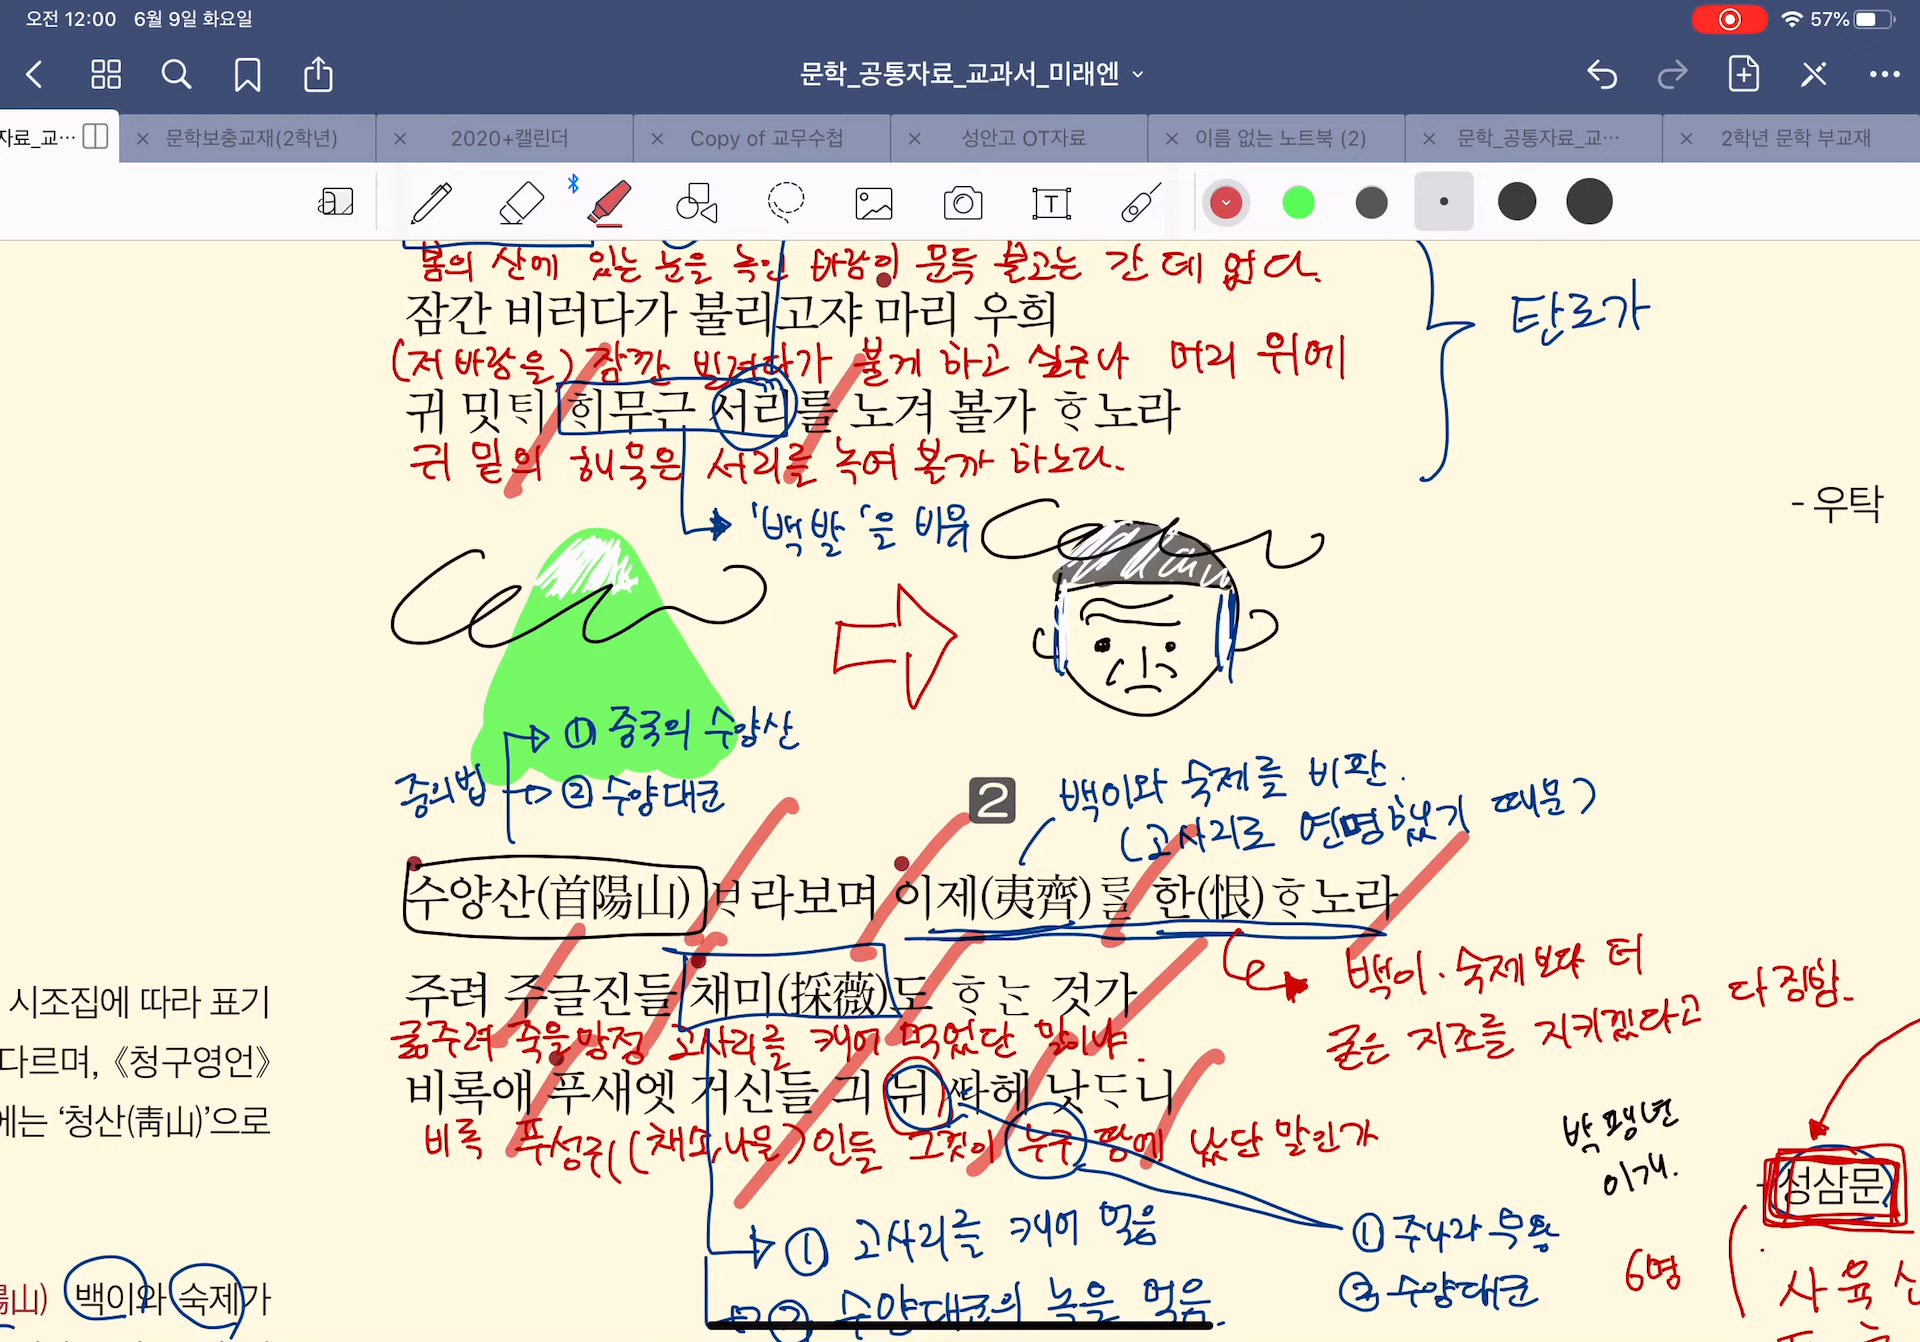 오전 12:00 6월 9일 화요일
57%
문학_공통자료_교과서_미래엔
자료_교…
문학보충교재(2학년)
2020+캘린더
Copy of 교무수첩
성안고 OT자료
이름 없는 노트북 (2)
문학_공통자료_교…
2학년 문학 부교재
봄의 산에 있는 눈을 녹인 바람이 문득 불고는 간 데 없다.
잠간 비러다가 불리고쟈 마리 우희
탄로가
(저 바람을) 잠깐 빌려다가 불게 하고 싶구나 머리 위에
귀 밋ᄐᆡ ᄒᆡ무근 서리를 노겨 볼가 ᄒᆞ노라
귀 밑의 해묵은 서리를 녹여 볼까 하노라.
- 우탁
'백발'을 비유
① 중국의 수양산
중의법
② 수양대군
2
백이와 숙제를 비판.
(고사리로 연명했기 때문)
수양산(首陽山) ᄇᆞ라보며 이제(夷齊)를 한(恨)ᄒᆞ노라
백이·숙제보다 더
굳은 지조를 지키겠다고 다짐함.
주려 주글진들 채미(採薇)도 ᄒᆞᄂᆞᆫ 것가
굶주려 죽을망정 고사리를 캐어 먹었단 말이냐.
비록애 푸새엣 거신들 긔 뉘 ᄯᅡ헤 낫ᄃᆞ니
비록 푸성귀(채소,나물)인들 그것이 누구 땅에 났단 말인가
박팽년
이개.
성삼문
6명
① 고사리를 캐어 먹음
② 수양대군의 녹을 먹음.
① 주나라 무왕
② 수양대군
시조집에 따라 표기
다르며, 《청구영언》
에는 ‘청산(靑山)’으로
陽山) 백이와 숙제가